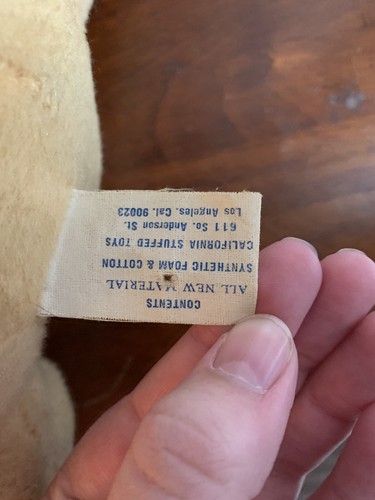 CONTENTS
ALL NEW MATERIAL
SYNTHETIC FOAM & COTTON
CALIFORNIA STUFFED TOYS
611 So. Anderson St.
Los Angeles, Cal. 90023